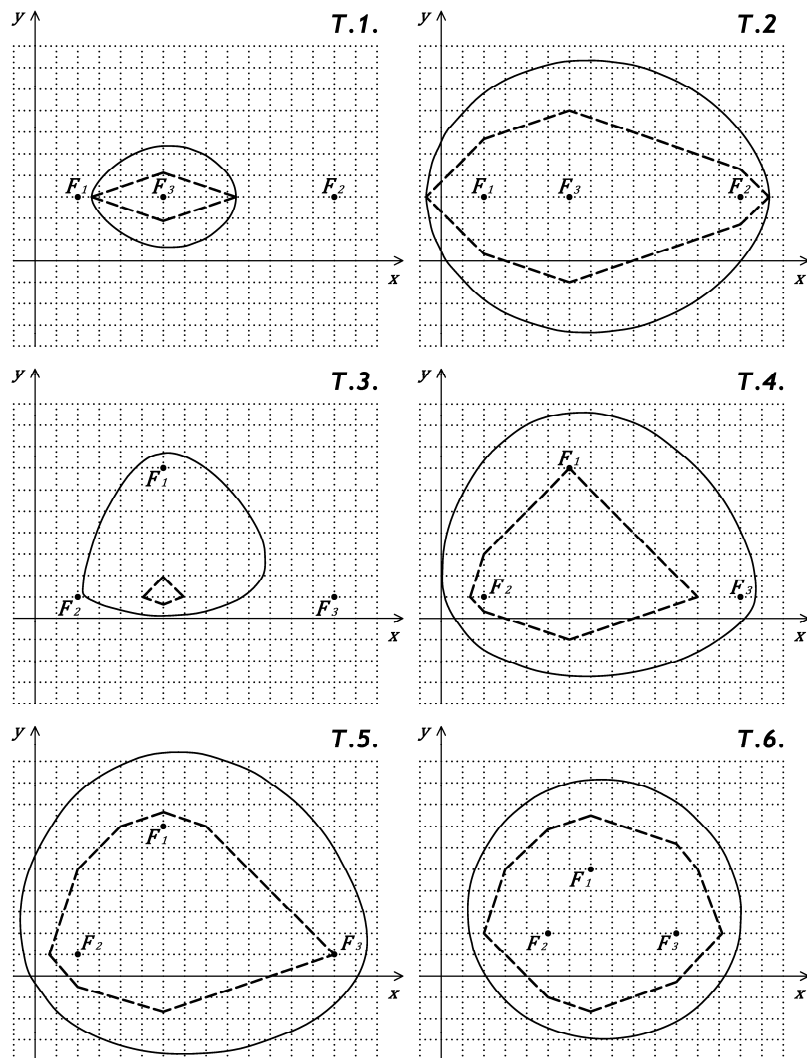 y T.1.
F1 F3 F2
x
y T.2
F1 F3 F2
x
y T.3.
F1
F2 F3
x
y T.4.
F1
F2 F3
x
y T.5.
F1
F2 F3
x
y T.6.
F1
F2 F3
x